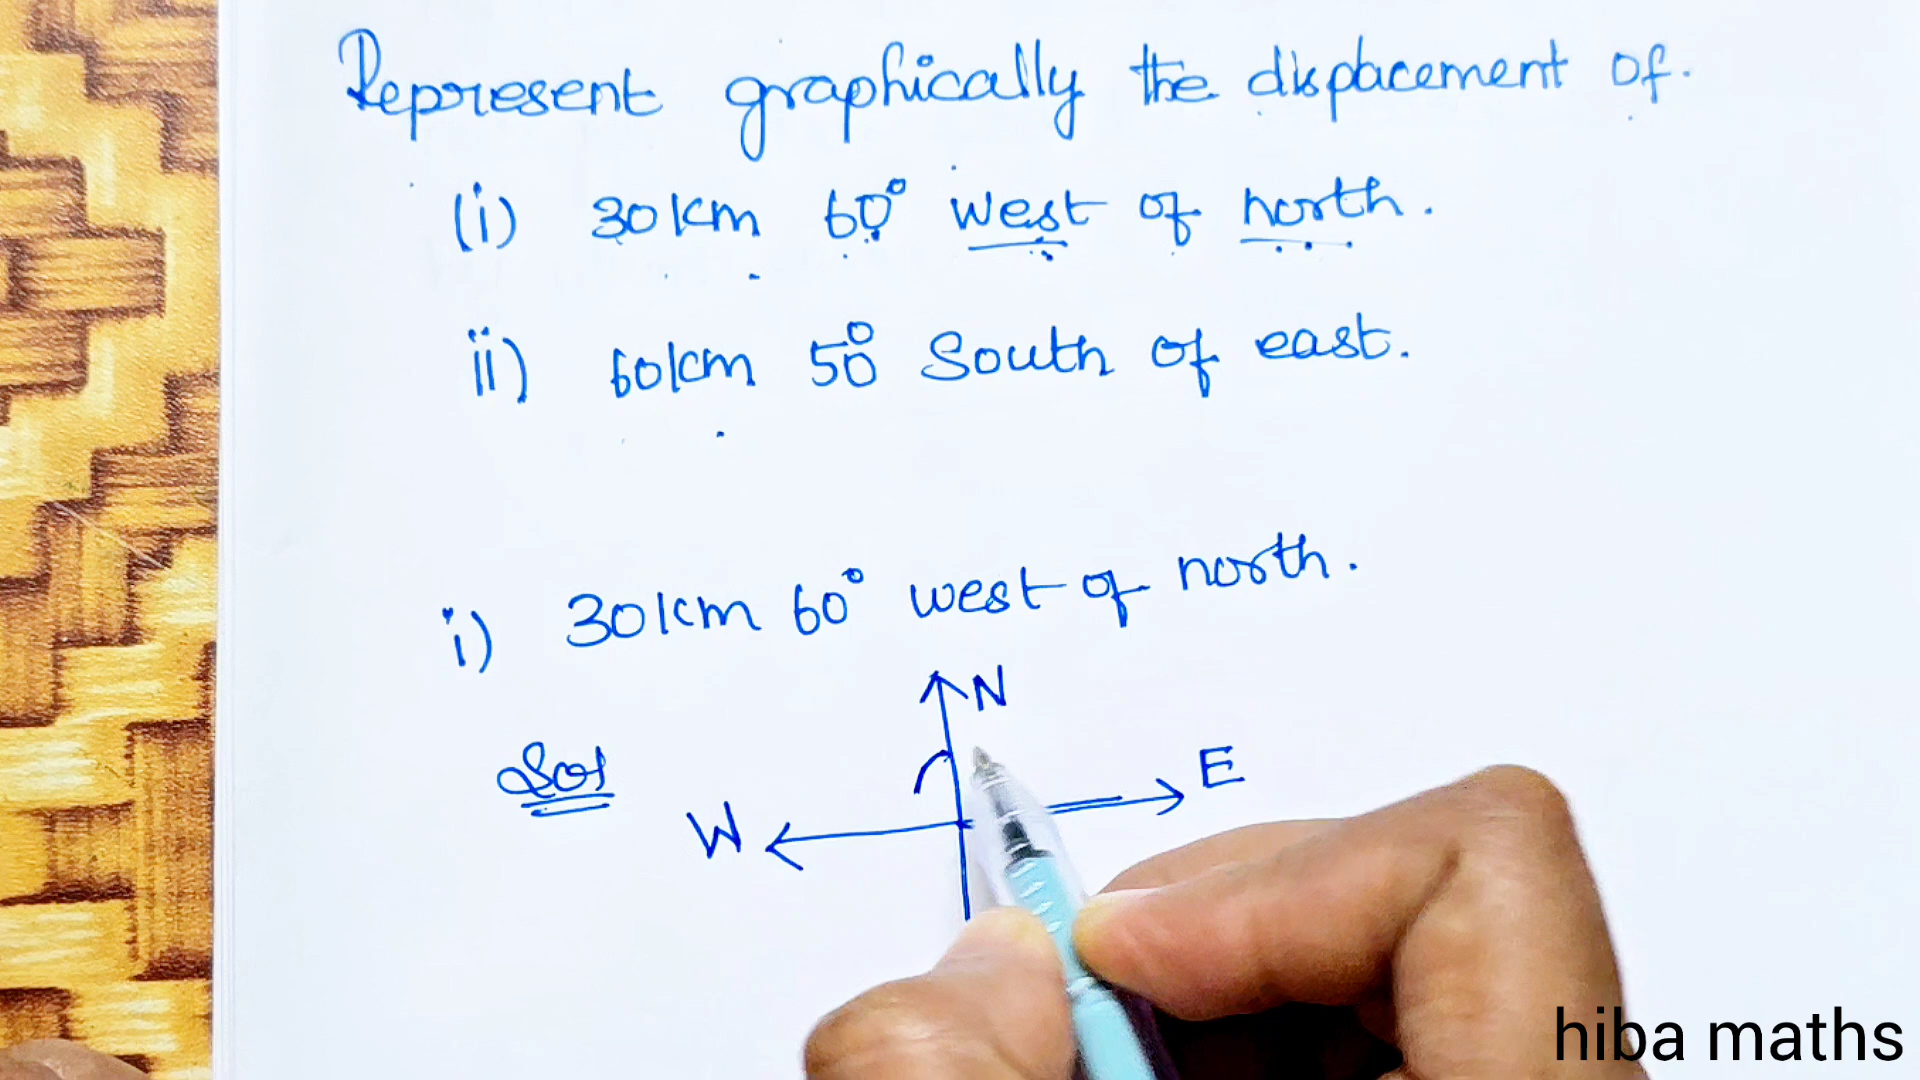 Represent graphically the displacement of.
(i) 30km 60° west of north.
ii) 60km 50° South of east.
i) 30km 60° west of north.
N
Sol
E
W
hiba maths